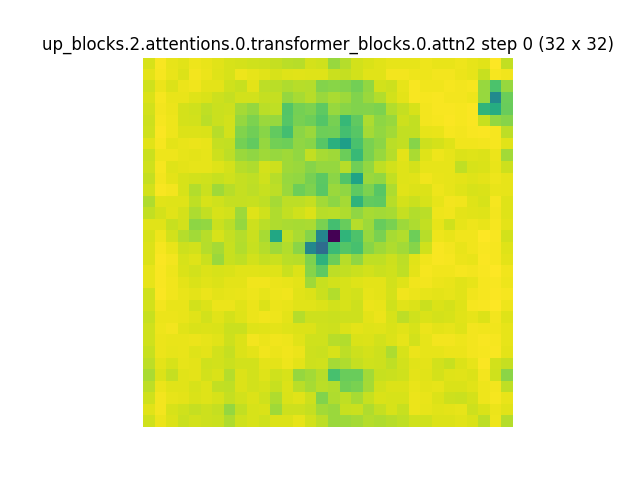 up_blocks.2.attentions.0.transformer_blocks.0.attn2 step 0 (32 x 32)